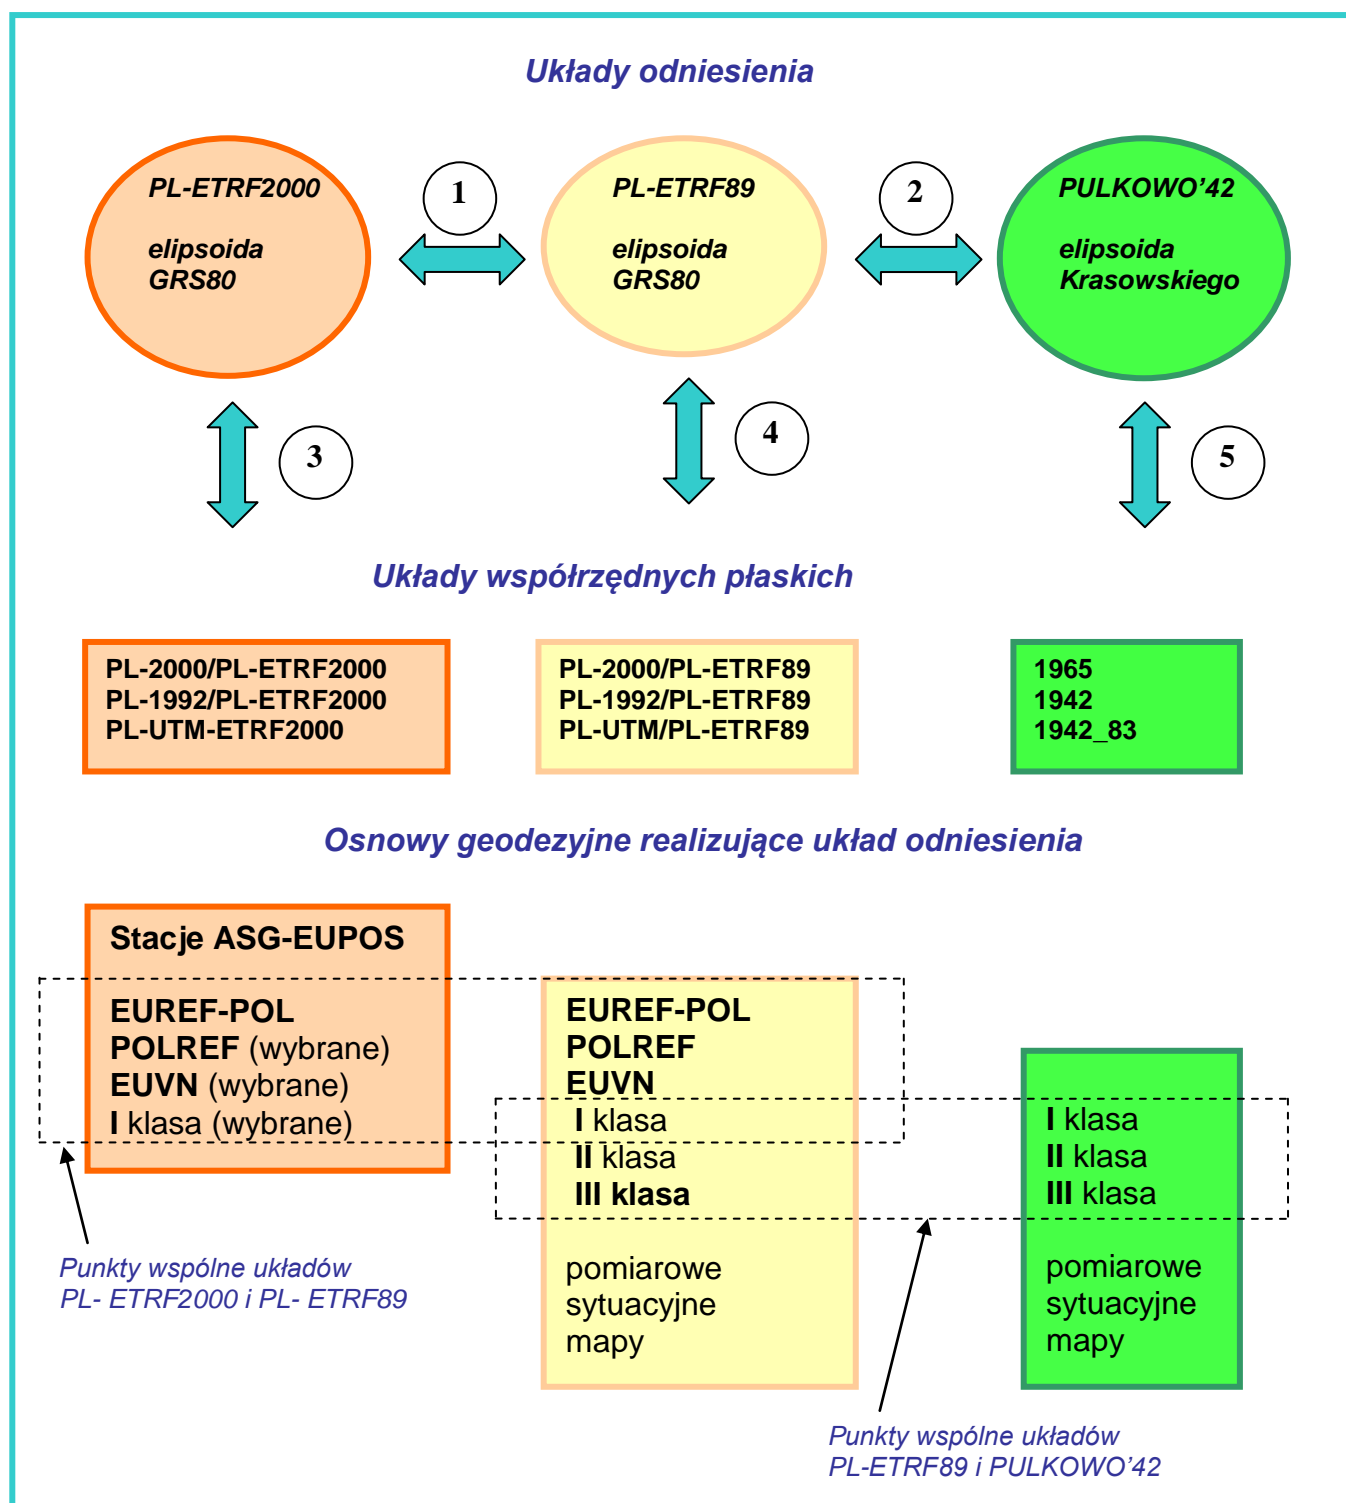 Układy odniesienia
PL-ETRF2000
elipsoida
GRS80
1
PL-ETRF89
elipsoida
GRS80
2
PULKOWO'42
elipsoida
Krasowskiego
3
4
5
Układy współrzędnych płaskich
PL-2000/PL-ETRF2000
PL-1992/PL-ETRF2000
PL-UTM-ETRF2000
PL-2000/PL-ETRF89
PL-1992/PL-ETRF89
PL-UTM/PL-ETRF89
1965
1942
1942_83
Osnowy geodezyjne realizujące układ odniesienia
Stacje ASG-EUPOS
EUREF-POL
POLREF (wybrane)
EUVN (wybrane)
I klasa (wybrane)
EUREF-POL
POLREF
EUVN
I klasa
II klasa
III klasa
pomiarowe
sytuacyjne
mapy
I klasa
II klasa
III klasa
pomiarowe
sytuacyjne
mapy
Punkty wspólne układów
PL- ETRF2000 i PL- ETRF89
Punkty wspólne układów
PL-ETRF89 i PULKOWO'42